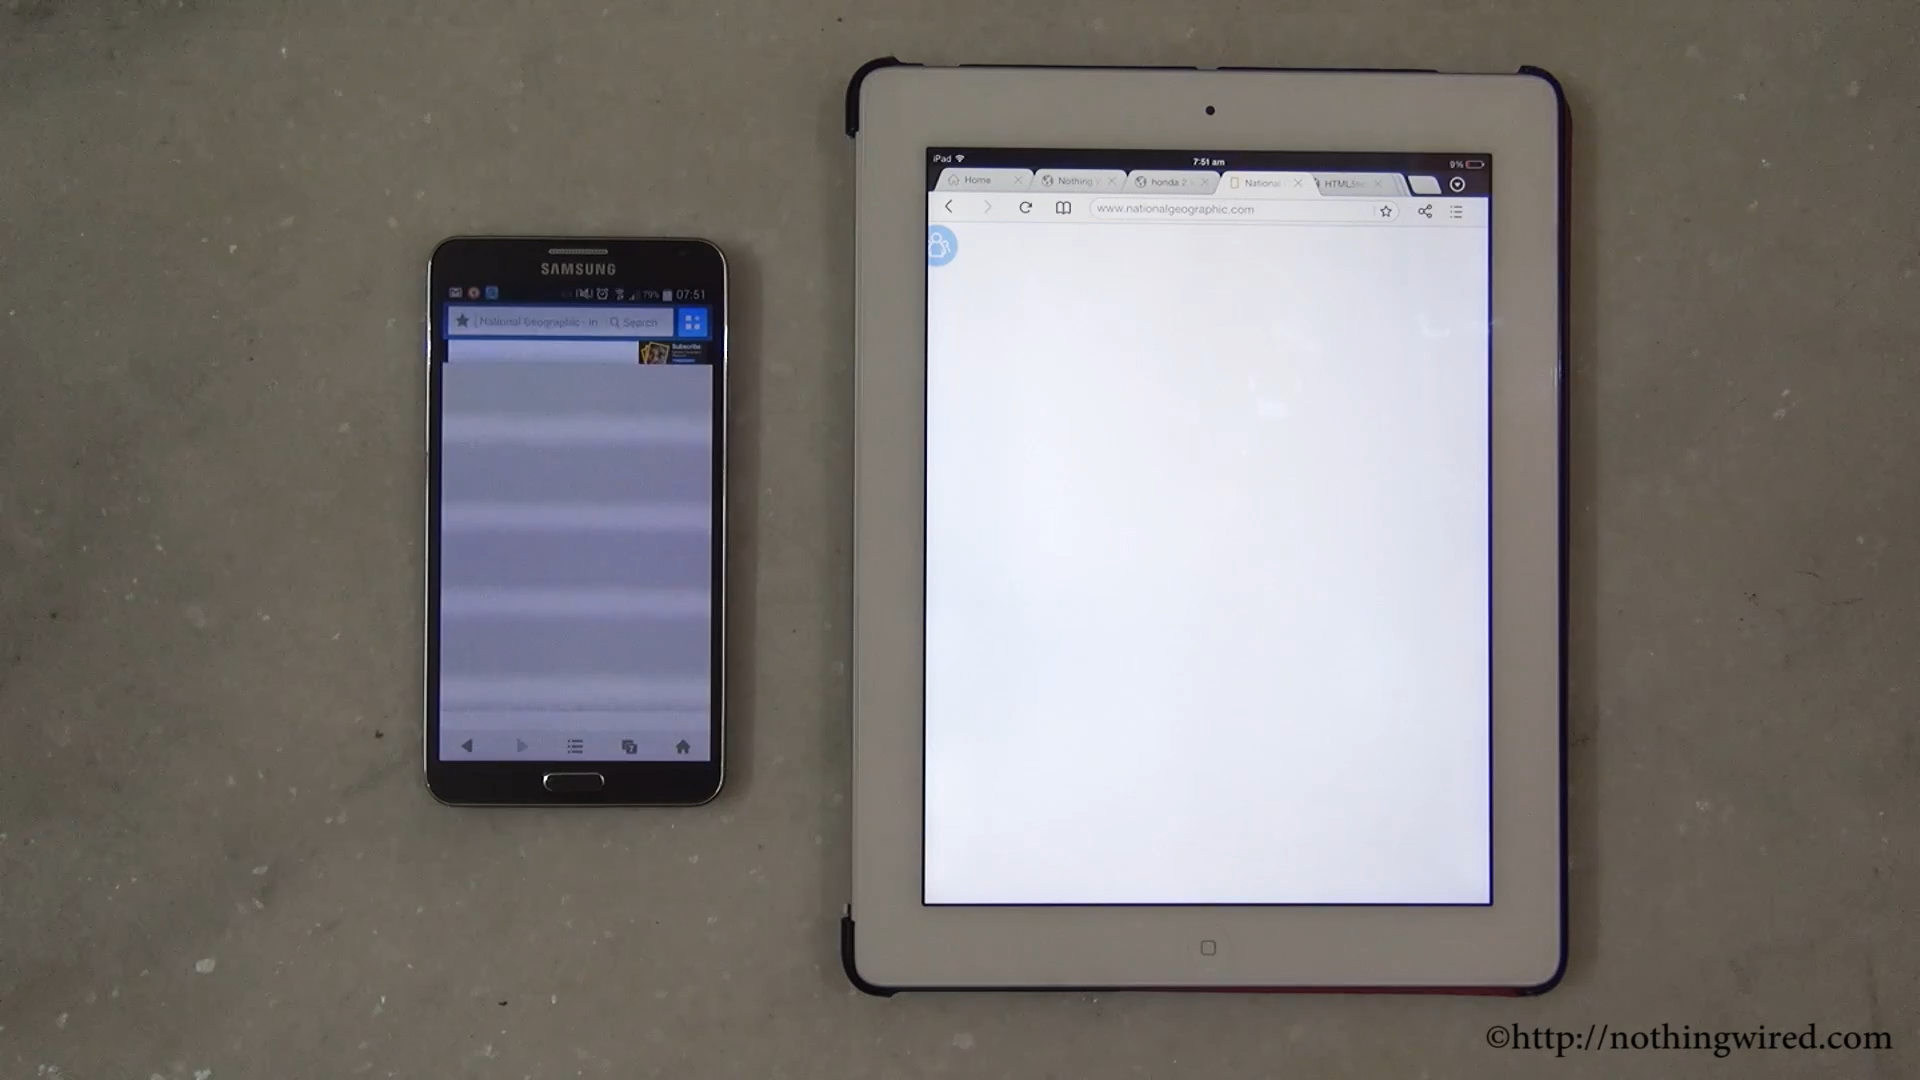 SAMSUNG
79% 07:51
National Geographic - In Search
Subscribe
iPad 7:51 am 9%
Home Nothing honda 2 National HTML5
www.nationalgeographic.com
©http://nothingwired.com